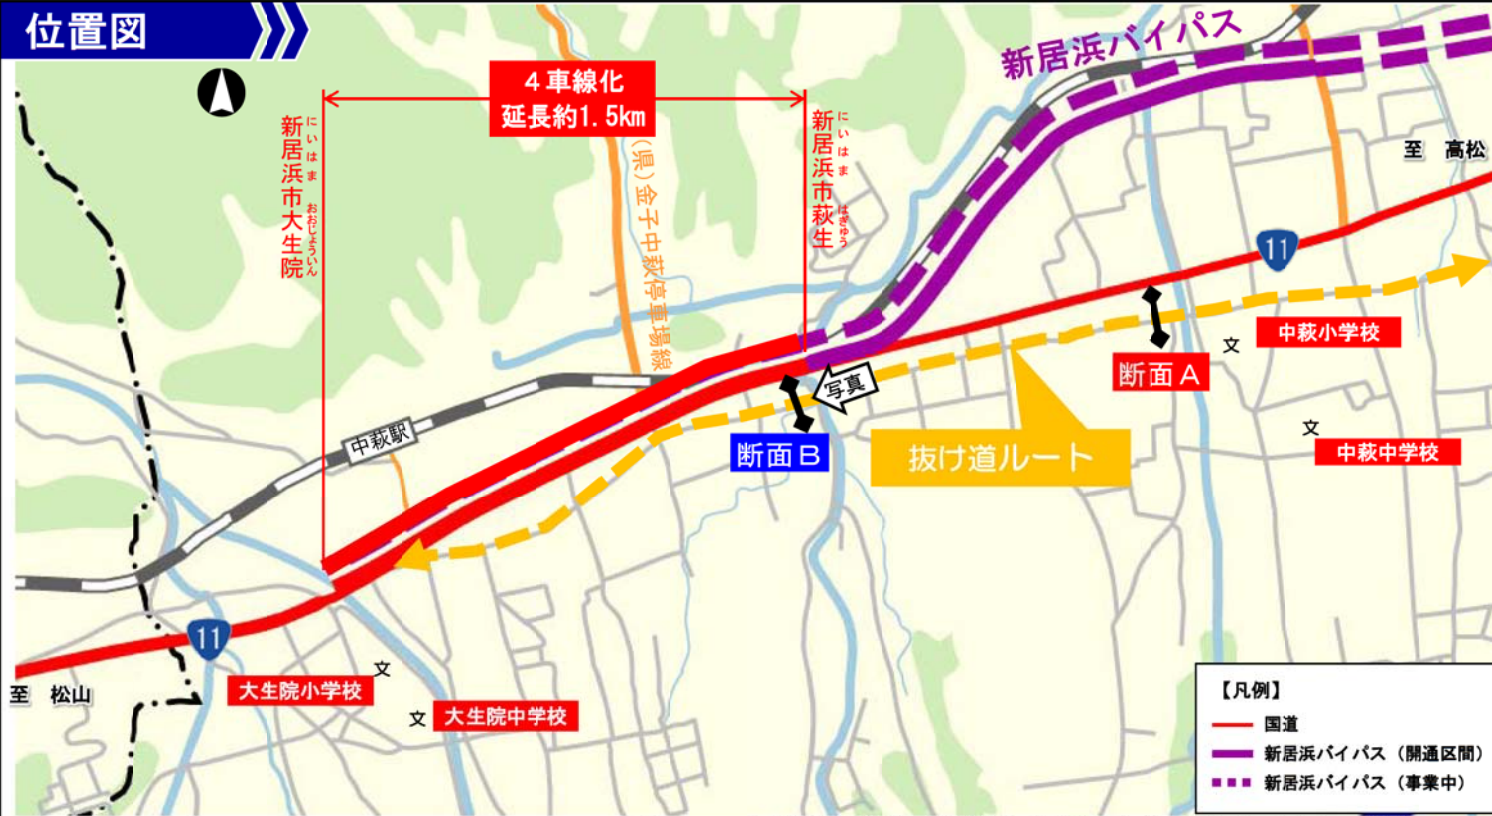 位置図
新居浜バイパス
4車線化
延長約1.5km
新居浜市大生院
にいはま おおじょういん
新居浜市萩生
にいはま はぎゅう
(県)金子中萩停車場線
至 高松
11
中萩小学校
文
断面A
写真
断面B
抜け道ルート
文
中萩中学校
中萩駅
11
至 松山
大生院小学校
文
文
大生院中学校
【凡例】
国道
新居浜バイパス(開通区間)
新居浜バイパス(事業中)